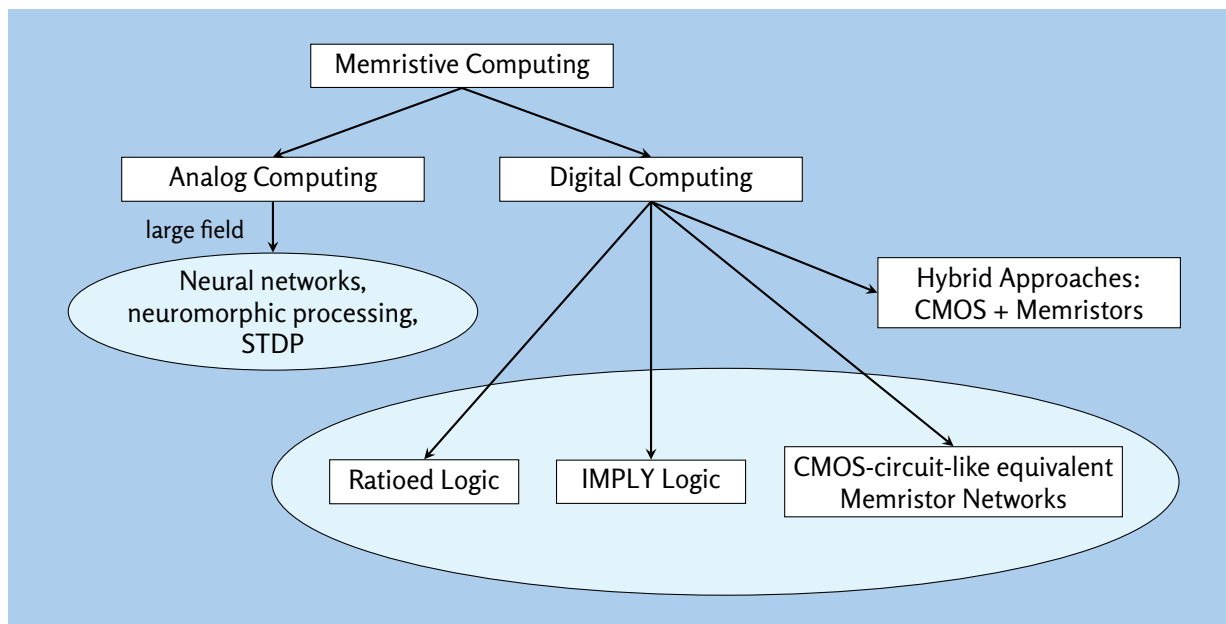 Memristive Computing
Analog Computing
Digital Computing
large field
Neural networks,
neuromorphic processing,
STDP
Hybrid Approaches:
CMOS + Memristors
Ratioed Logic
IMPLY Logic
CMOS-circuit-like equivalent
Memristor Networks